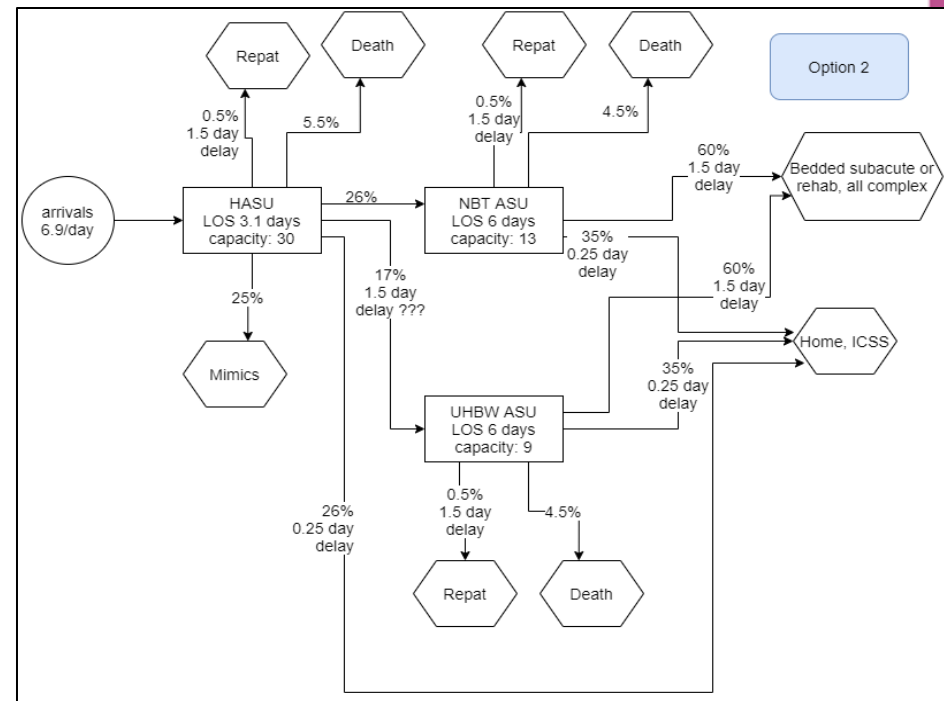 Repat
Death
Repat
Death
Option 2
0.5%
1.5 day
delay
5.5%
0.5%
1.5 day
delay
4.5%
60%
1.5 day
delay
Bedded subacute or
rehab, all complex
arrivals
6.9/day
HASU
LOS 3.1 days
capacity: 30
26%
NBT ASU
LOS 6 days
capacity: 13
35%
0.25 day
delay
25%
17%
1.5 day
delay ???
60%
1.5 day
delay
Mimics
Home, ICSS
35%
0.25 day
delay
UHBW ASU
LOS 6 days
capacity: 9
26%
0.25 day
delay
0.5%
1.5 day
delay
4.5%
Repat
Death